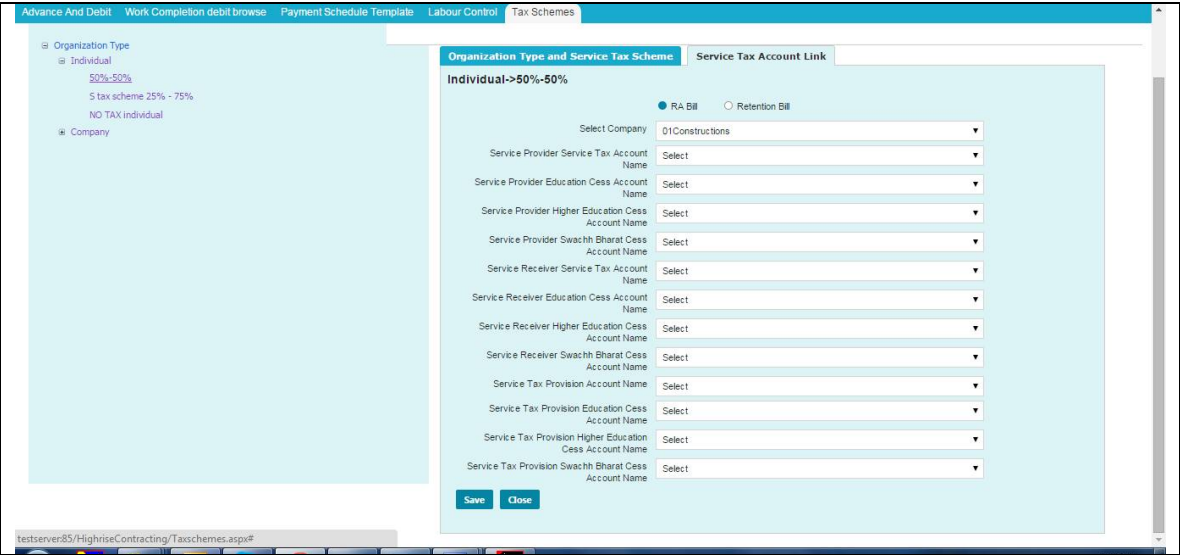 Advance And Debit Work Completion debit browse Payment Schedule Template Labour Control Tax Schemes
Organization Type
Individual
50%-50%
S tax scheme 25% - 75%
NO TAX individual
Company
Organization Type and Service Tax Scheme Service Tax Account Link
Individual->50%-50%
RA Bill Retention Bill
Select Company 01Constructions
Service Provider Service Tax Account
Name
Select
Service Provider Education Cess Account
Name
Select
Service Provider Higher Education Cess
Account Name
Select
Service Provider Swachh Bharat Cess
Account Name
Select
Service Receiver Service Tax Account
Name
Select
Service Receiver Education Cess Account
Name
Select
Service Receiver Higher Education Cess
Account Name
Select
Service Receiver Swachh Bharat Cess
Account Name
Select
Service Tax Provision Account Name Select
Service Tax Provision Education Cess
Account Name
Select
Service Tax Provision Higher Education
Cess Account Name
Select
Service Tax Provision Swachh Bharat Cess
Account Name
Select
Save Close
testserver:85/HighriseContracting/Taxschemes.aspx#